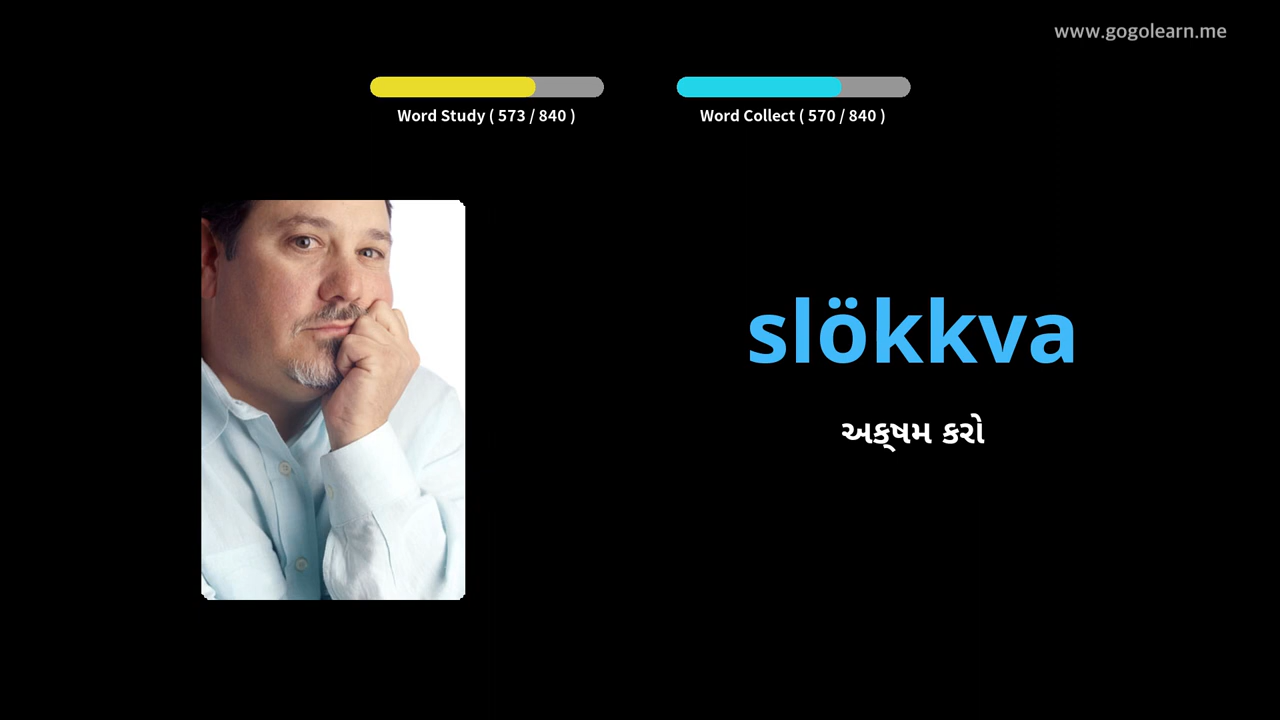 www.gogolearn.me
Word Study ( 573 / 840 )
Word Collect ( 570 / 840 )
slökkva
અક્ષમ કરો